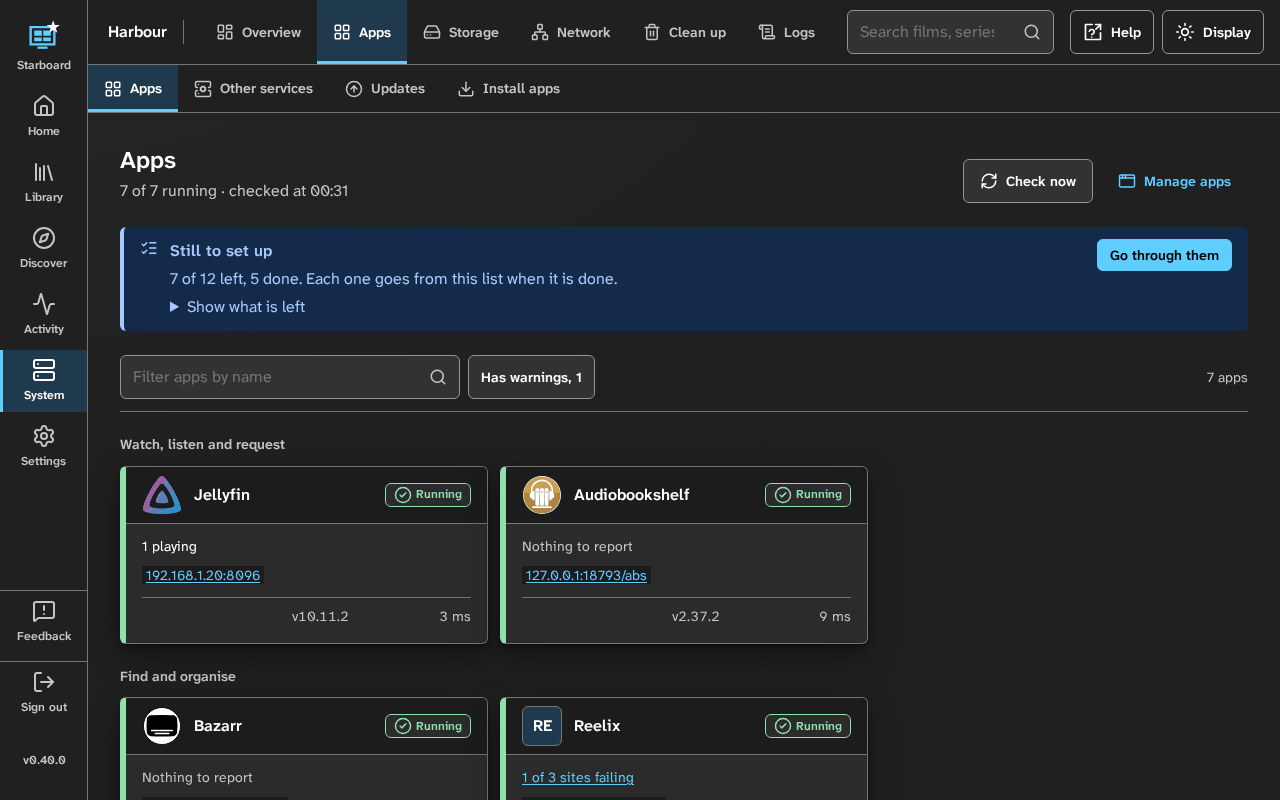 Starboard
Home
Library
Discover
Activity
System
Settings
Feedback
Sign out
v0.40.0
Harbour
Overview
Apps
Storage
Network
Clean up
Logs
Search films, series
Help
Display
Apps
Other services
Updates
Install apps
Apps
7 of 7 running · checked at 00:31
Check now
Manage apps
Still to set up
7 of 12 left, 5 done. Each one goes from this list when it is done.
Show what is left
Go through them
Filter apps by name
Has warnings, 1
7 apps
Watch, listen and request
Jellyfin
Running
1 playing
192.168.1.20:8096
v10.11.2
3 ms
Audiobookshelf
Running
Nothing to report
127.0.0.1:18793/abs
v2.37.2
9 ms
Find and organise
Bazarr
Running
Nothing to report
RE
Reelix
Running
1 of 3 sites failing